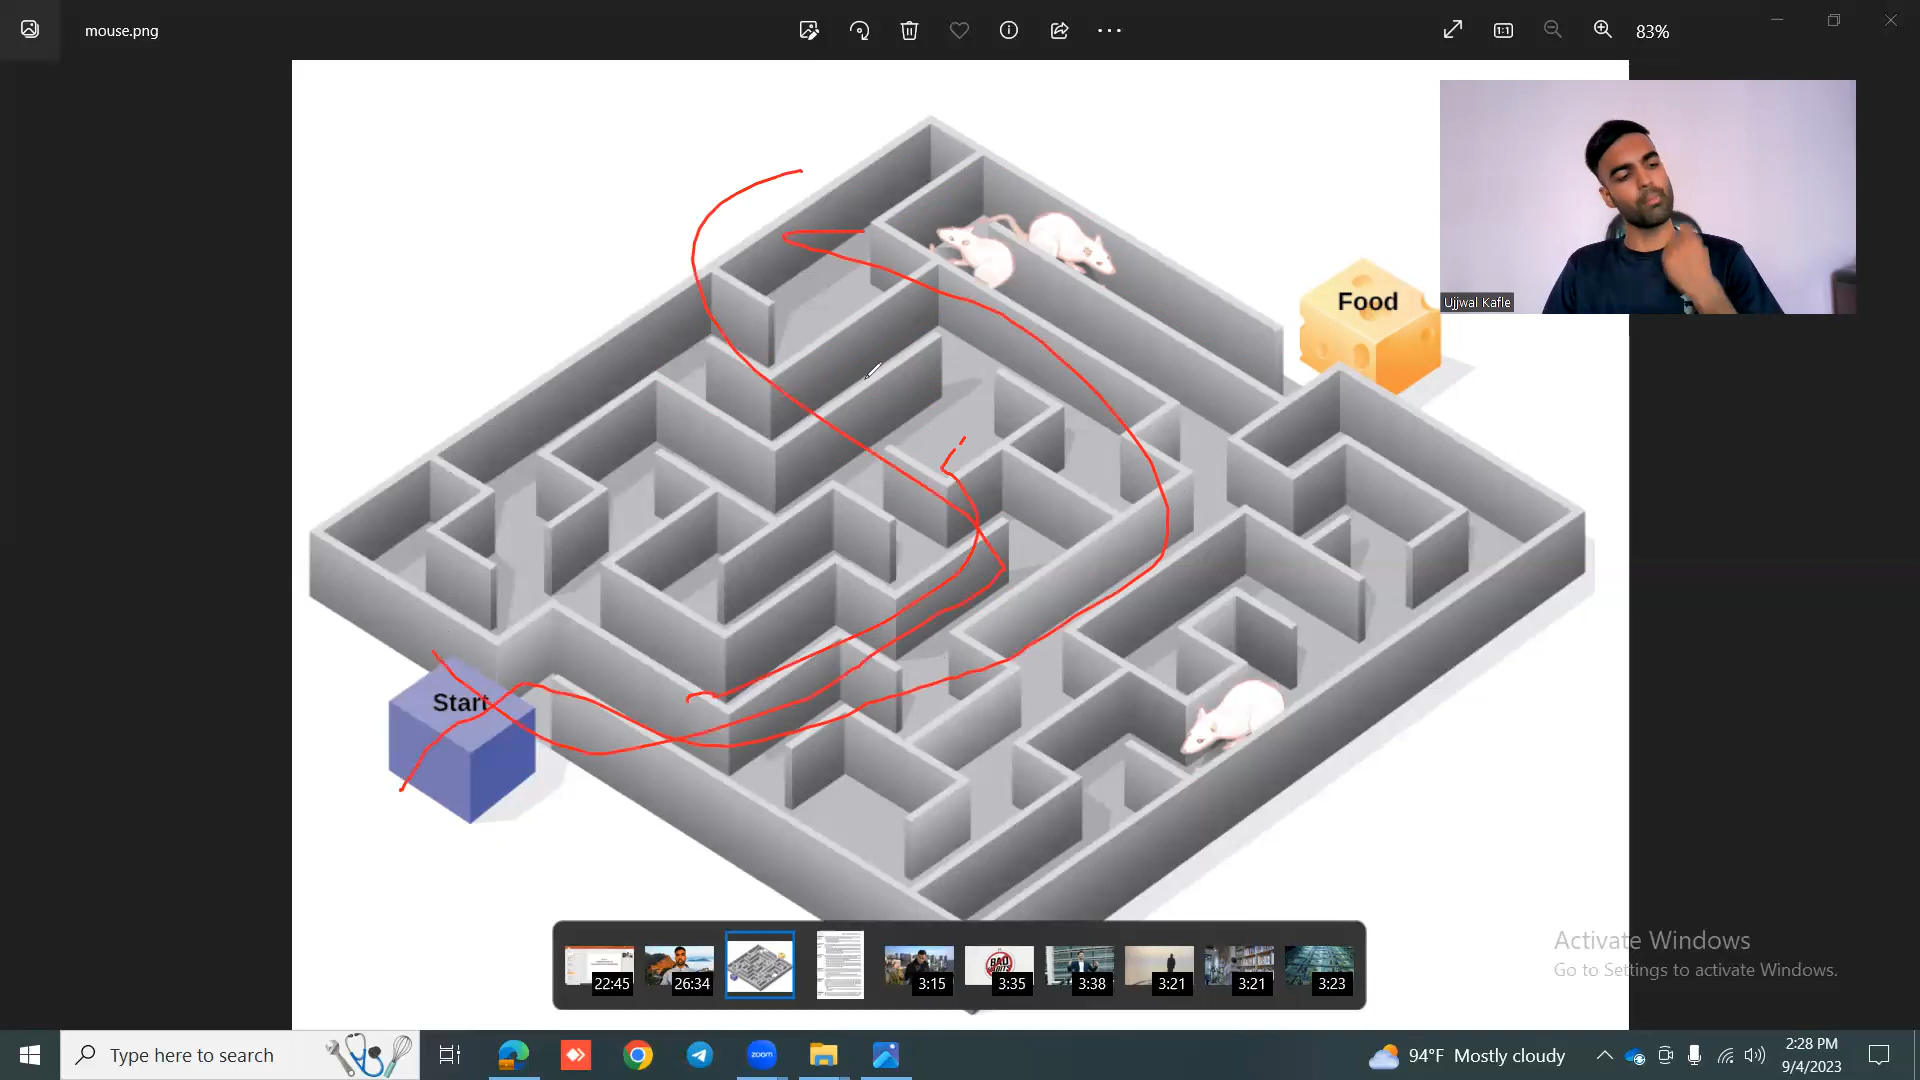 mouse.png
83%
Food
Ujjwal Kafle
Start
Activate Windows
Go to Settings to activate Windows.
22:45
26:34
BAD
3:15
3:35
3:38
3:21
3:21
3:23
Type here to search
zoom
94°F Mostly cloudy
2:28 PM
9/4/2023